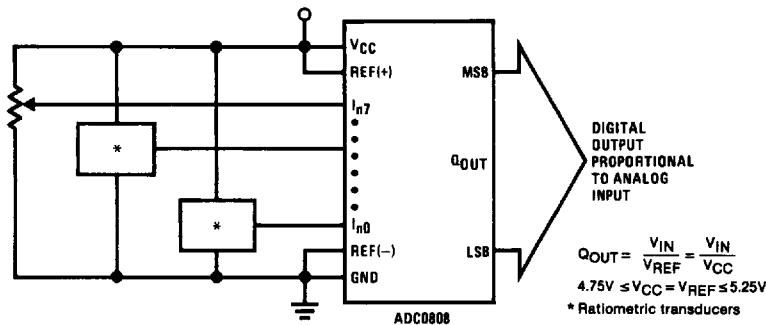 VCC
REF(+)
MSB
In7
*
DIGITAL
OUTPUT
PROPORTIONAL
TO ANALOG
INPUT
QOUT
*
In0
REF(−)
LSB
GND
ADC0808
QOUT = VIN/VREF = VIN/VCC
4.75V ≤ VCC = VREF ≤ 5.25V
* Ratiometric transducers